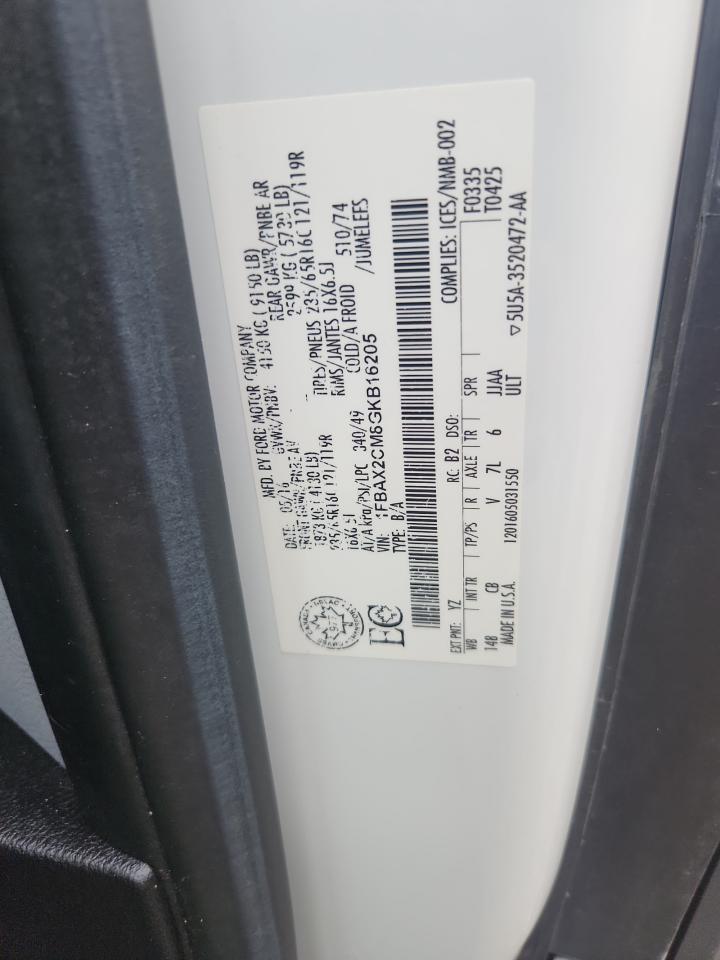 MFD. BY FORD MOTOR COMPANY
DATE: 05/16 GVWR/PNBV: 4150 KG ( 9150 LB)
FRONT GAWR/PNBE AV REAR GAWR/PNBE AR
1873 KG ( 4130 LB) 2599 KG ( 5730 LB)
235/65R16C 121/119R TIRES/PNEUS 235/65R16C 121/119R
16X6.5J RIMS/JANTES 16X6.5J
AT/A kPa/PSI/LPC 340/49 COLD/A FROID 510/74
VIN: 1FBAX2CM6GKB16205 /JUMELEES
TYPE: B/A
EC
COMPLIES: ICES/NMB-002
EXT PNT: YZ RC: B2 DSO: F0335
WB INT TR TP/PS R AXLE TR SPR T0425
148 CB V 7L 6 JJAA
ULT
MADE IN U.S.A. 1201605031550 ▽5U5A-3520472-AA